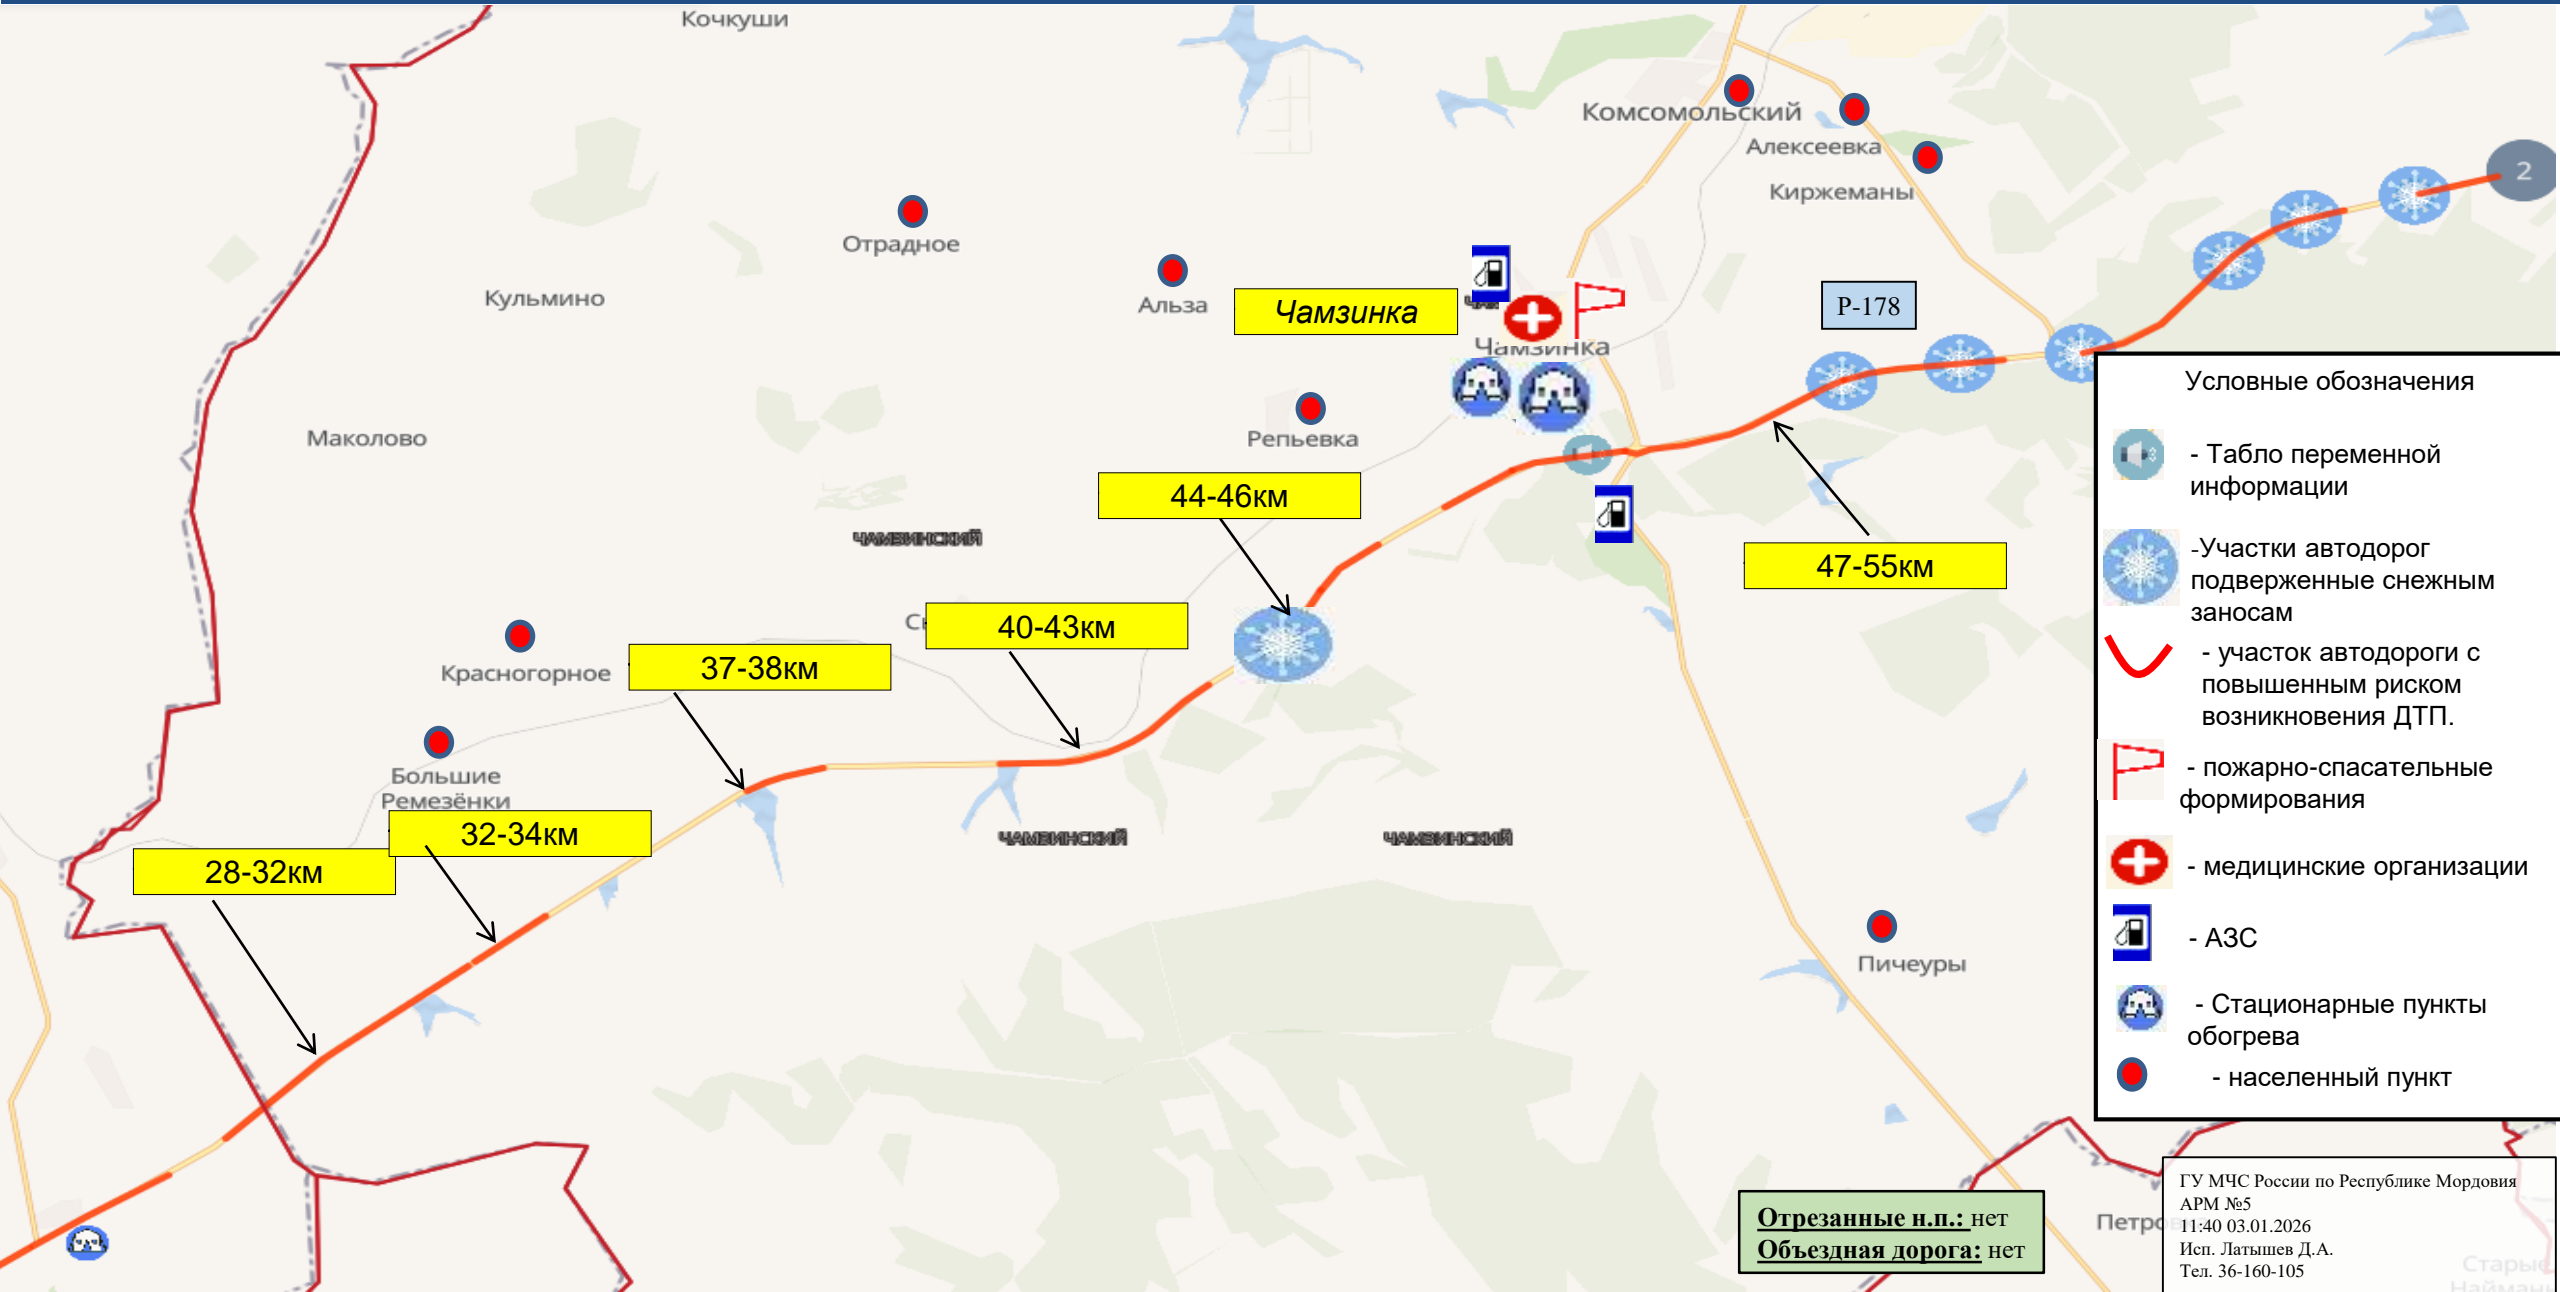 Кочкуши
Комсомольский
Алексеевка
Киржеманы
2
Отрадное
Кульмино
Альза
Чамзинка
Р-178
Чамзинка
Маколово
Репьевка
44-46км
47-55км
ЧАМЗИНСКИЙ
40-43км
37-38км
Красногорное
Большие
Ремезёнки
32-34км
28-32км
ЧАМЗИНСКИЙ
ЧАМЗИНСКИЙ
Пичеуры
Условные обозначения
- Табло переменной
информации
-Участки автодорог
подверженные снежным
заносам
- участок автодороги с
повышенным риском
возникновения ДТП.
- пожарно-спасательные
формирования
- медицинские организации
- АЗС
- Стационарные пункты
обогрева
- населенный пункт
Отрезанные н.п.: нет
Объездная дорога: нет
ГУ МЧС России по Республике Мордовия
АРМ №5
11:40 03.01.2026
Исп. Латышев Д.А.
Тел. 36-160-105
Старые